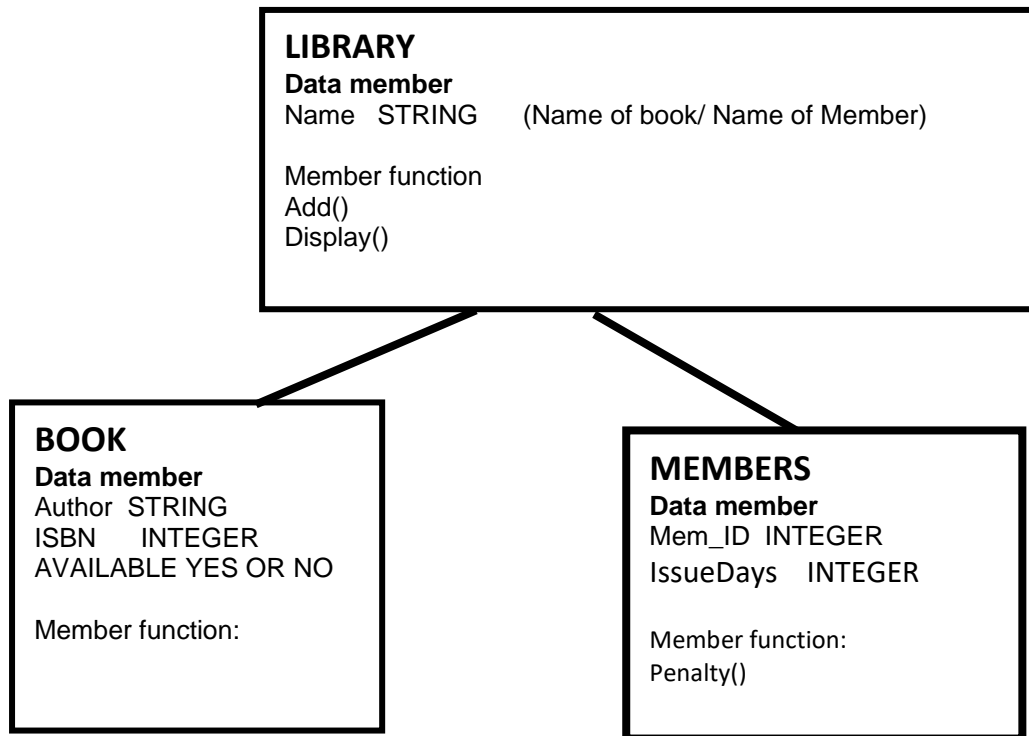 LIBRARY
Data member
Name STRING (Name of book/ Name of Member)
Member function
Add()
Display()
BOOK
Data member
Author STRING
ISBN INTEGER
AVAILABLE YES OR NO
Member function:
MEMBERS
Data member
Mem_ID INTEGER
IssueDays INTEGER
Member function:
Penalty()